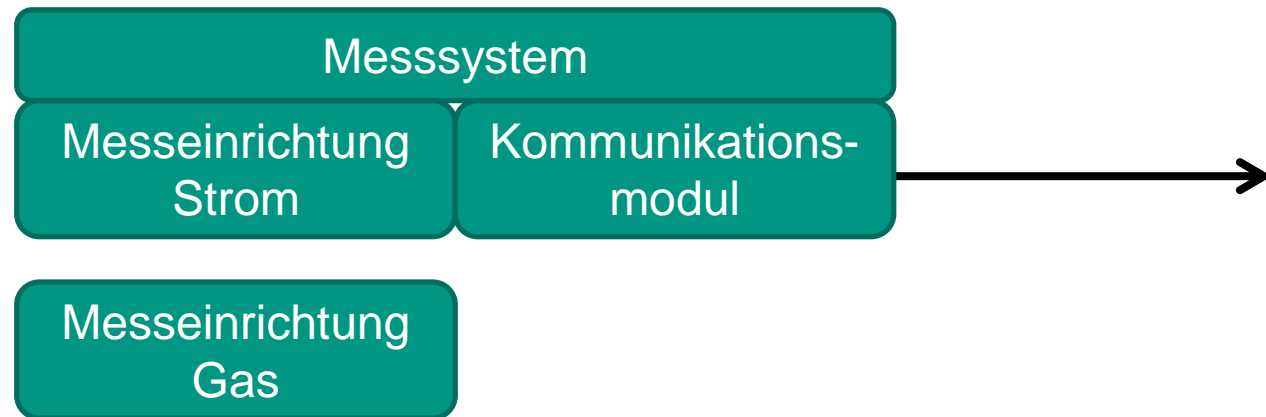 Messsystem
Messeinrichtung
Strom
Kommunikations-
modul
Messeinrichtung
Gas